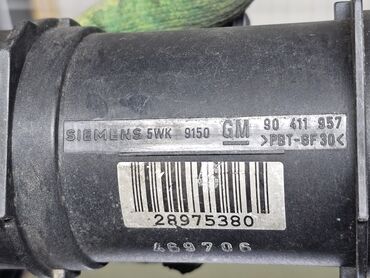 SIEMENS 5WK 9150 GM 90 411 957
>PBT-GF30<
28975380
469706